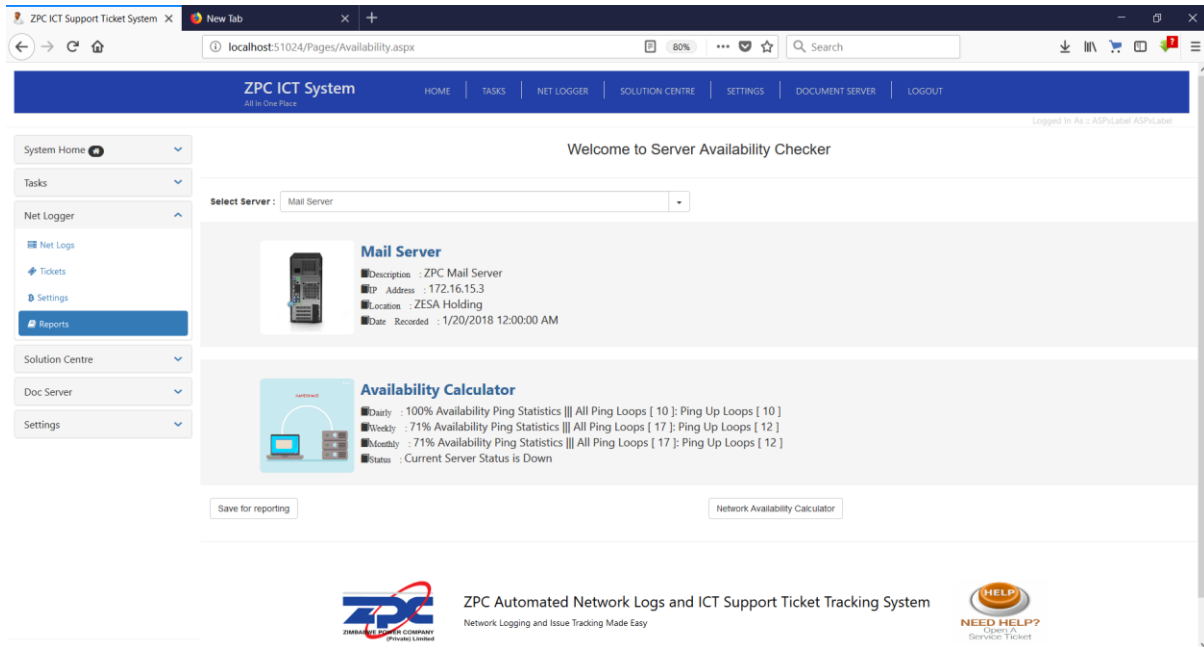 ZPC ICT Support Ticket System
New Tab
localhost:51024/Pages/Availability.aspx
80%
Search
?
ZPC ICT System
All In One Place
HOME
TASKS
NET LOGGER
SOLUTION CENTRE
SETTINGS
DOCUMENT SERVER
LOGOUT
Logged In As :: ASPxLabel ASPxLabel
System Home
Tasks
Net Logger
Net Logs
Tickets
Settings
Reports
Solution Centre
Doc Server
Settings
Welcome to Server Availability Checker
Select Server : Mail Server
Mail Server
Description : ZPC Mail Server
IP Address : 172.16.15.3
Location : ZESA Holding
Date Recorded : 1/20/2018 12:00:00 AM
Availability Calculator
Dairly : 100% Availability Ping Statistics ||| All Ping Loops [ 10 ]: Ping Up Loops [ 10 ]
Weekly : 71% Availability Ping Statistics ||| All Ping Loops [ 17 ]: Ping Up Loops [ 12 ]
Monthly : 71% Availability Ping Statistics ||| All Ping Loops [ 17 ]: Ping Up Loops [ 12 ]
Status : Current Server Status is Down
Save for reporting
Network Availability Calculator
ZPC
ZIMBABWE POWER COMPANY
(Private) Limited
ZPC Automated Network Logs and ICT Support Ticket Tracking System
Network Logging and Issue Tracking Made Easy
HELP
NEED HELP?
Open A
Service Ticket